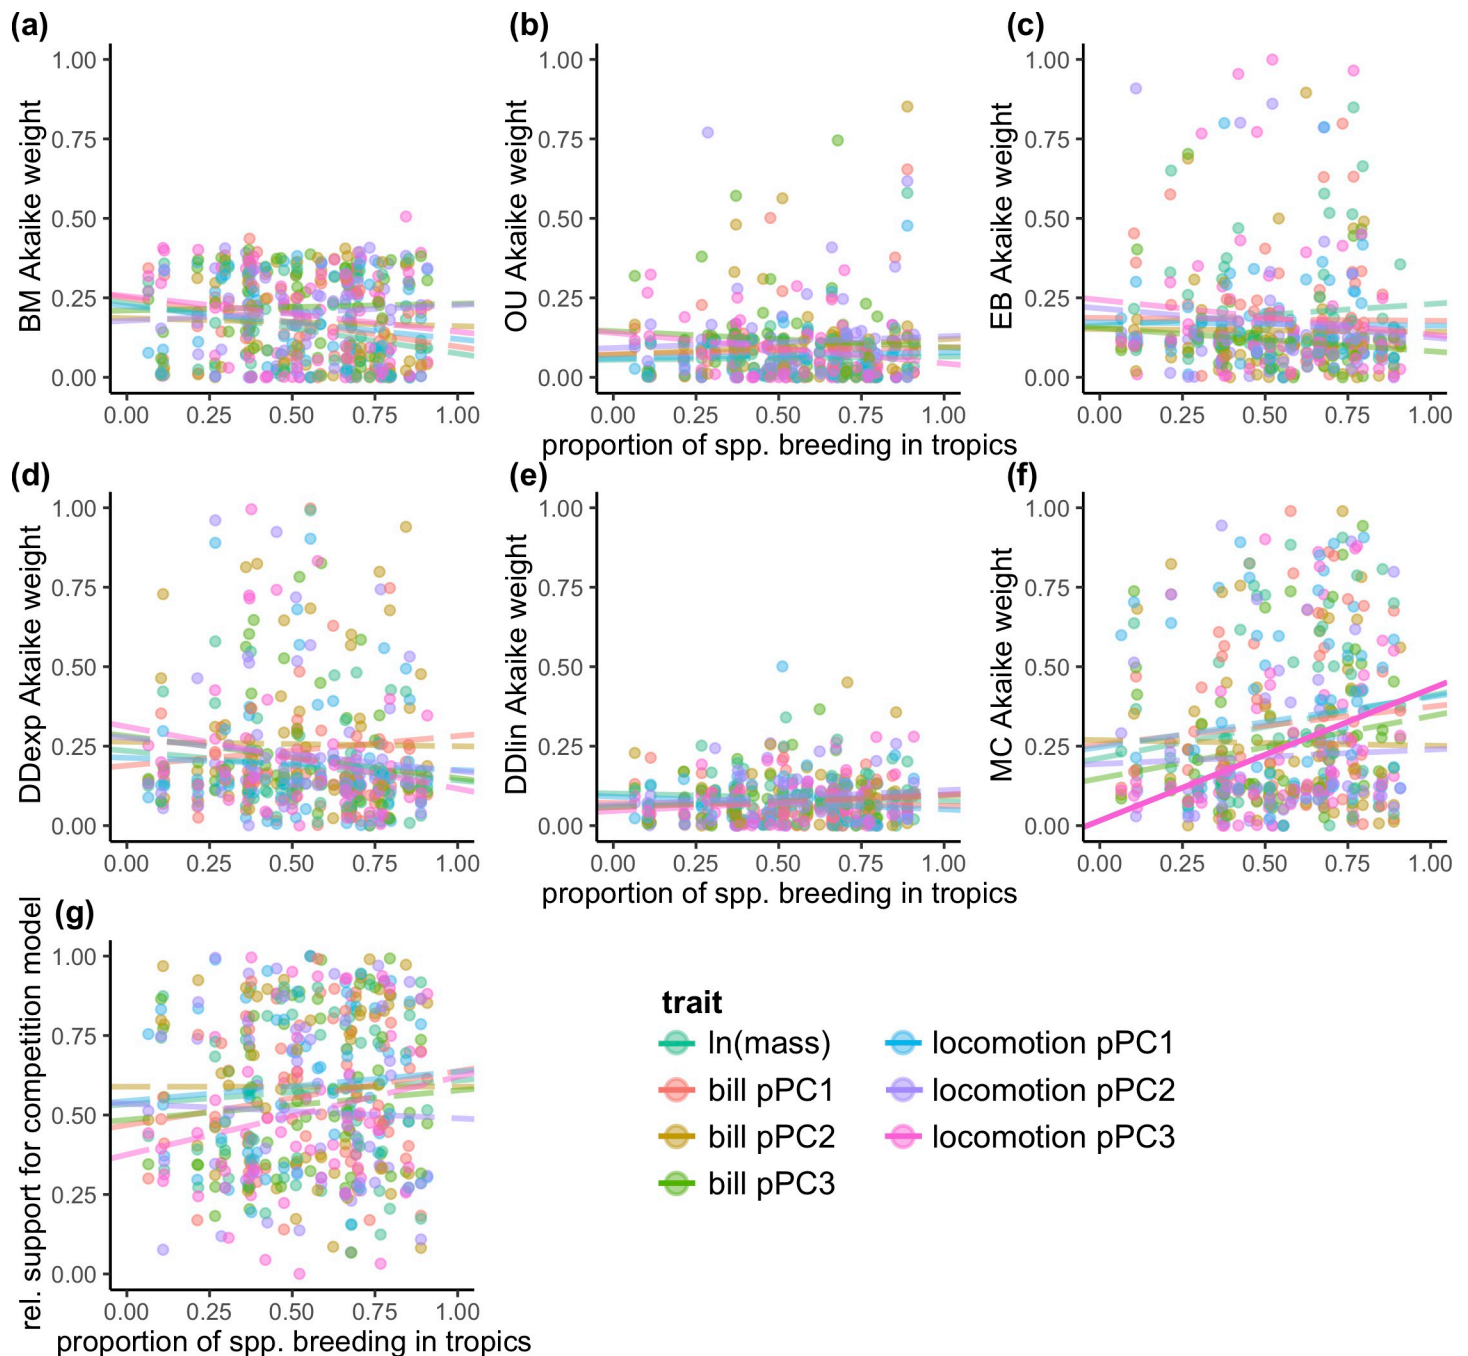 (a)
BM Akaike weight
1.00
0.75
0.50
0.25
0.00
0.00 0.25 0.50 0.75 1.00
(b)
OU Akaike weight
1.00
0.75
0.50
0.25
0.00
0.00 0.25 0.50 0.75 1.00
(c)
EB Akaike weight
1.00
0.75
0.50
0.25
0.00
0.00 0.25 0.50 0.75 1.00
proportion of spp. breeding in tropics
(d)
DDexp Akaike weight
1.00
0.75
0.50
0.25
0.00
0.00 0.25 0.50 0.75 1.00
(e)
DDlin Akaike weight
1.00
0.75
0.50
0.25
0.00
0.00 0.25 0.50 0.75 1.00
(f)
MC Akaike weight
1.00
0.75
0.50
0.25
0.00
0.00 0.25 0.50 0.75 1.00
proportion of spp. breeding in tropics
(g)
rel. support for competition model
1.00
0.75
0.50
0.25
0.00
0.00 0.25 0.50 0.75 1.00
proportion of spp. breeding in tropics
trait
ln(mass)
bill pPC1
bill pPC2
bill pPC3
locomotion pPC1
locomotion pPC2
locomotion pPC3